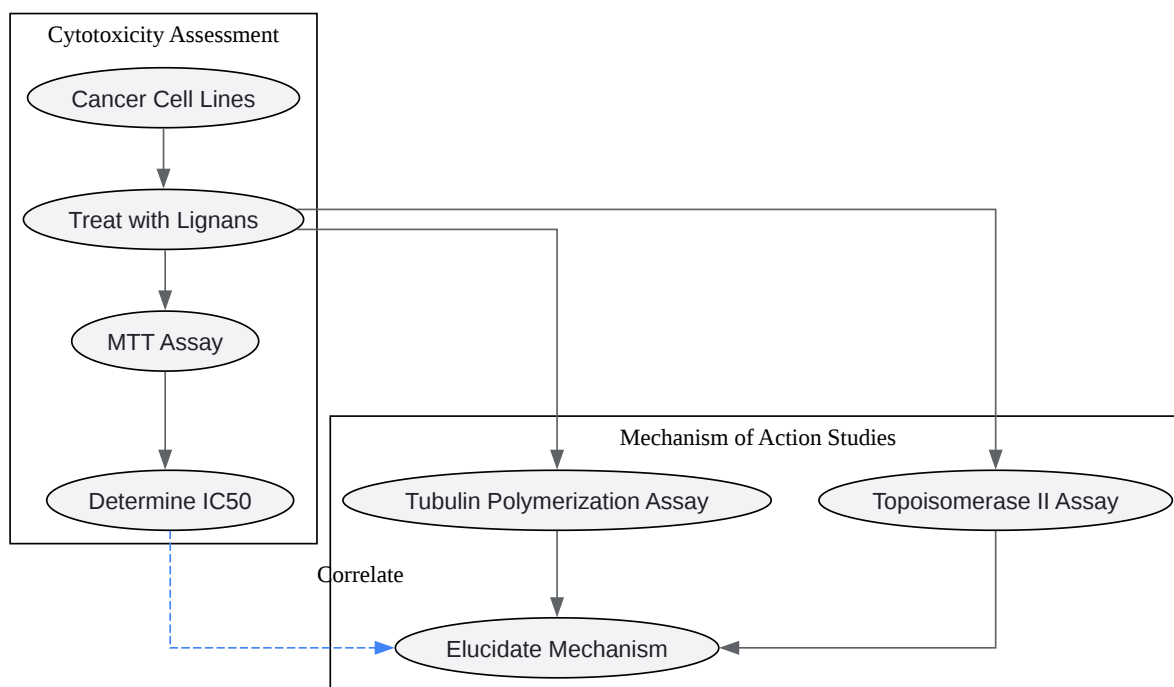 Cytotoxicity Assessment
Cancer Cell Lines
Treat with Lignans
MTT Assay
Determine IC50
Mechanism of Action Studies
Tubulin Polymerization Assay
Topoisomerase II Assay
Correlate
Elucidate Mechanism